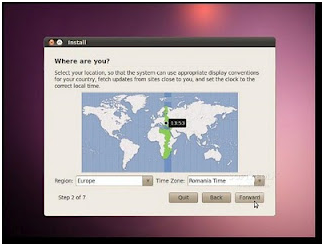 Install
Where are you?
Select your location, so that the system can use appropriate display conventions
for your country, fetch updates from sites close to you, and set the clock to the
correct local time.
13:53
Region: Europe Time Zone: Romania Time
Step 2 of 7 Quit Back Forward